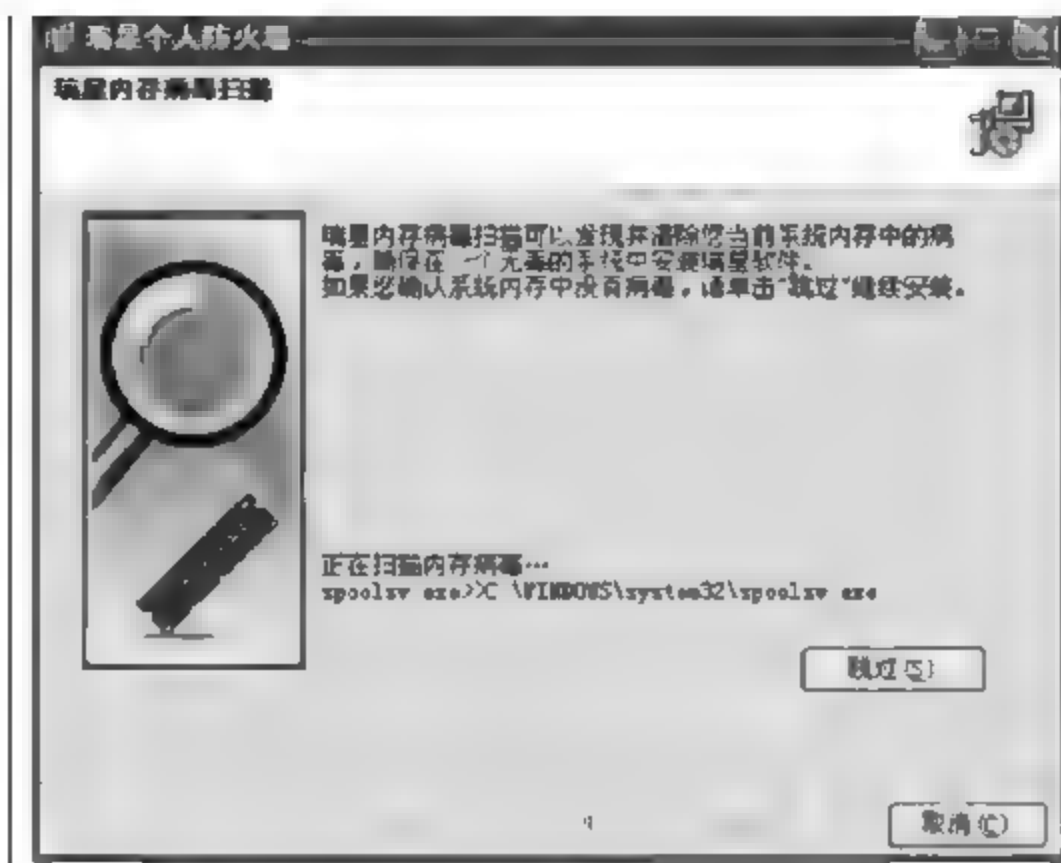 瑞星个人防火墙
瑞星内存病毒扫描
瑞星内存病毒扫描可以发现并清除您当前系统内存中的病
毒，确保在一个无毒的系统中安装瑞星软件。
如果您确认系统内存中没有病毒，请单击"跳过"继续安装。
正在扫描内存病毒…
spoolsv exe>>C \WINDOWS\system32\spoolsv exe
跳过(S)
取消(C)